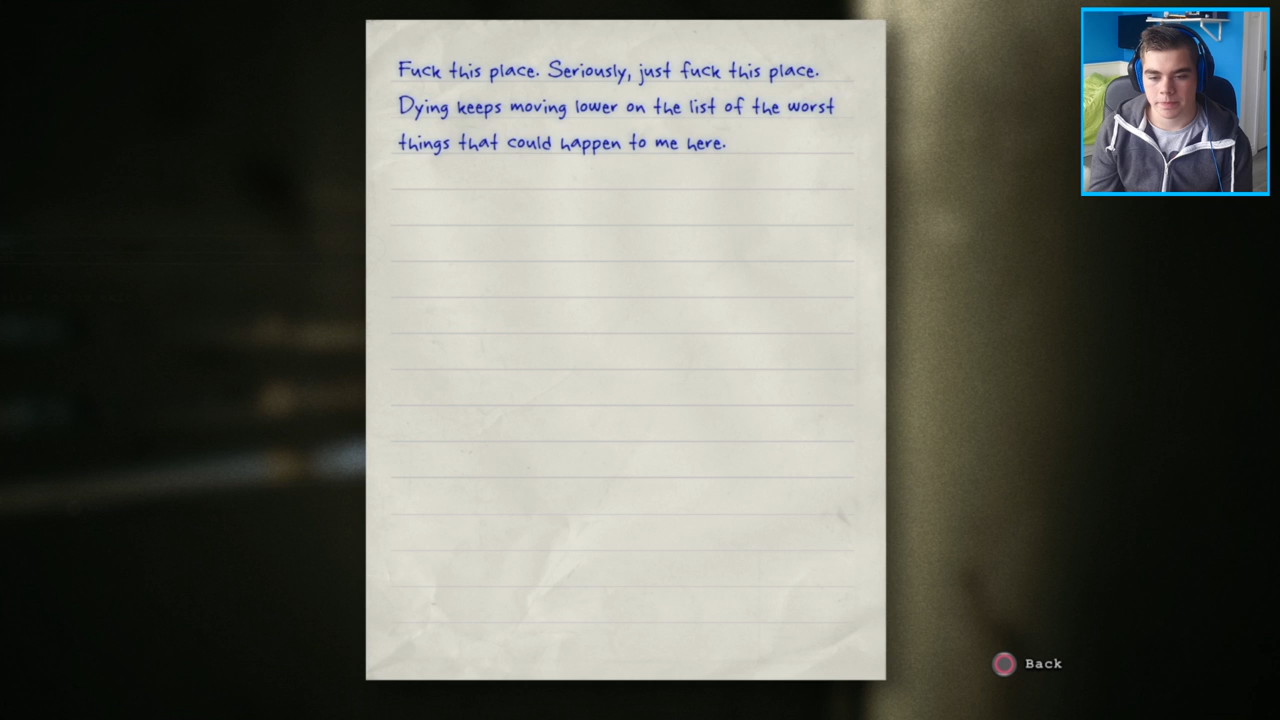 Fuck this place. Seriously, just fuck this place.
Dying keeps moving lower on the list of the worst
things that could happen to me here.
Back